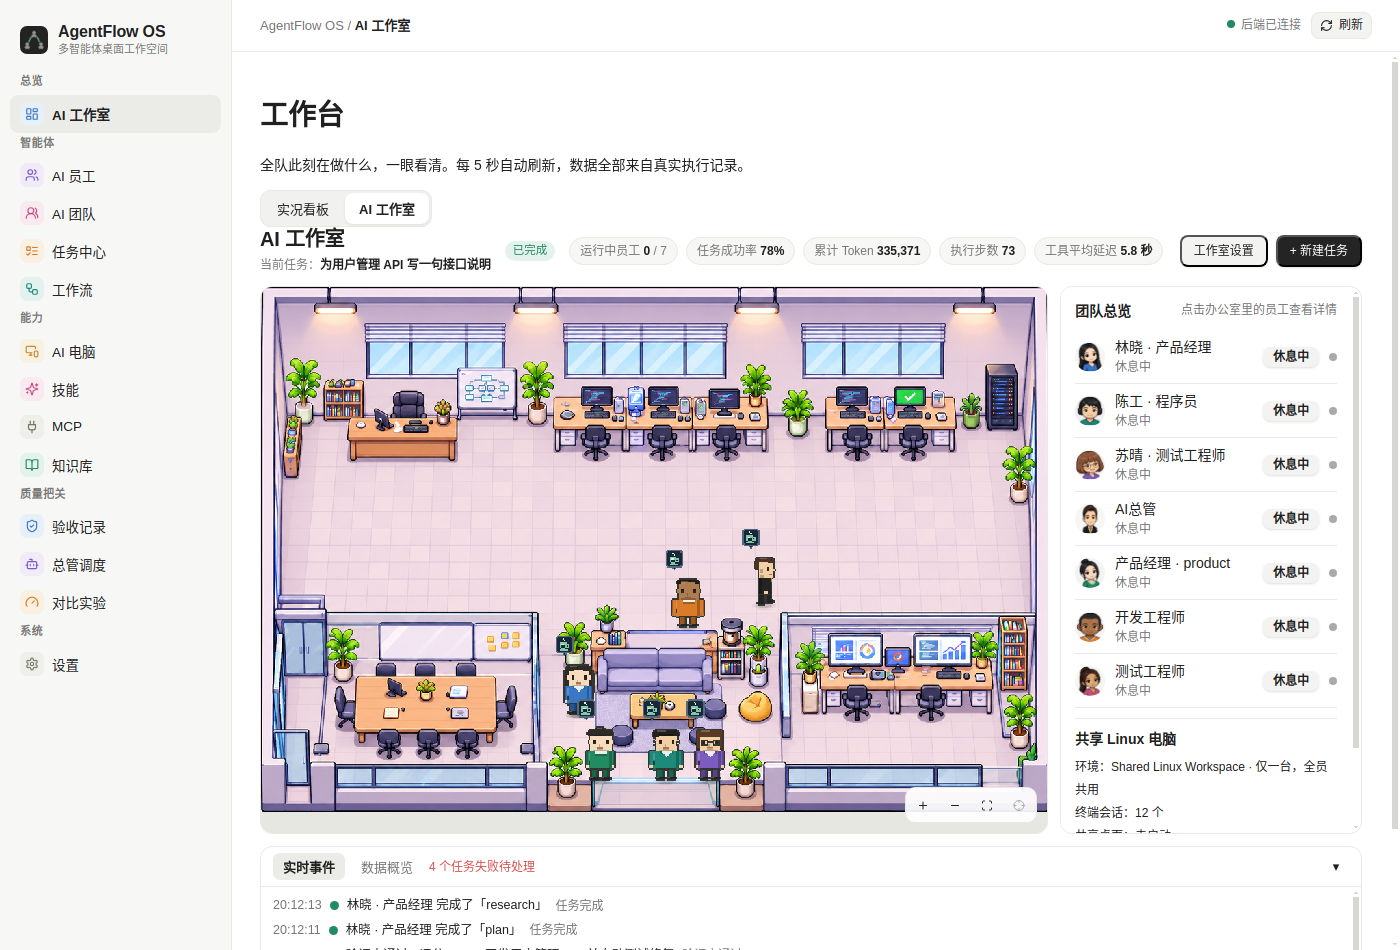 AgentFlow OS
多智能体桌面工作空间
总览
AI 工作室
智能体
AI 员工
AI 团队
任务中心
工作流
能力
AI 电脑
技能
MCP
知识库
质量把关
验收记录
总管调度
对比实验
系统
设置
AgentFlow OS / AI 工作室
后端已连接
刷新
工作台
全队此刻在做什么，一眼看清。每 5 秒自动刷新，数据全部来自真实执行记录。
实况看板
AI 工作室
AI 工作室
当前任务：为用户管理 API 写一句接口说明
已完成
运行中员工 0 / 7
任务成功率 78%
累计 Token 335,371
执行步数 73
工具平均延迟 5.8 秒
工作室设置
+ 新建任务
团队总览
点击办公室里的员工查看详情
林晓 · 产品经理
休息中
休息中
陈工 · 程序员
休息中
休息中
苏晴 · 测试工程师
休息中
休息中
AI总管
休息中
休息中
产品经理 · product
休息中
休息中
开发工程师
休息中
休息中
测试工程师
休息中
休息中
共享 Linux 电脑
环境：Shared Linux Workspace · 仅一台，全员
共用
终端会话：12 个
实时事件
数据概览
4 个任务失败待处理
20:12:13 林晓 · 产品经理 完成了「research」 任务完成
20:12:11 林晓 · 产品经理 完成了「plan」 任务完成